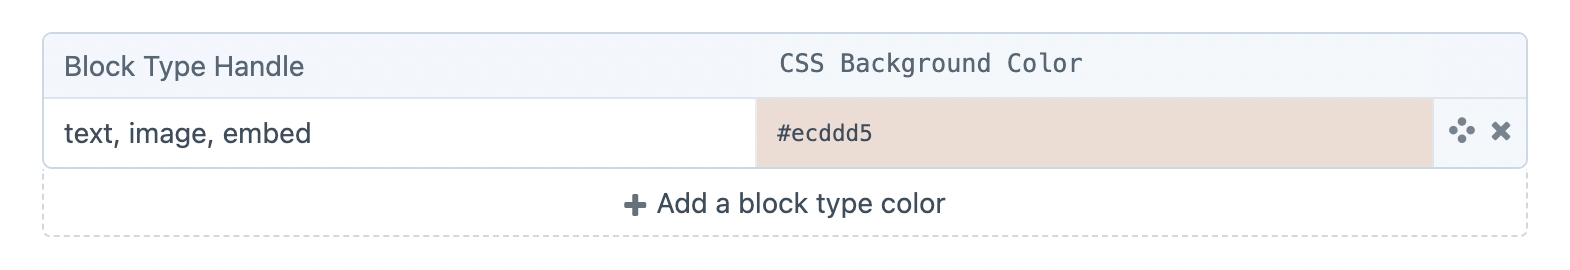 Block Type Handle
CSS Background Color
text, image, embed
#ecddd5
Add a block type color